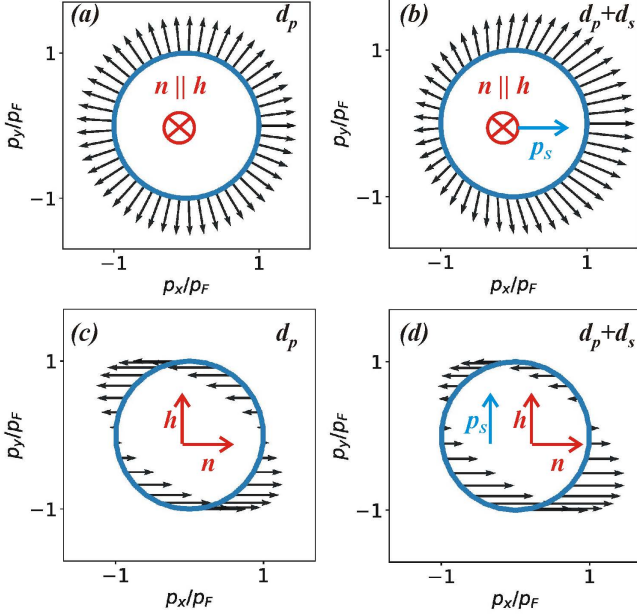 (a) d_p
n || h
1
-1
p_y/p_F
-1 1
p_x/p_F
(b) d_p+d_s
n || h
p_s
1
-1
p_y/p_F
-1 1
p_x/p_F
(c) d_p
h
n
1
-1
p_y/p_F
-1 1
p_x/p_F
(d) d_p+d_s
p_s h
n
1
-1
p_y/p_F
-1 1
p_x/p_F